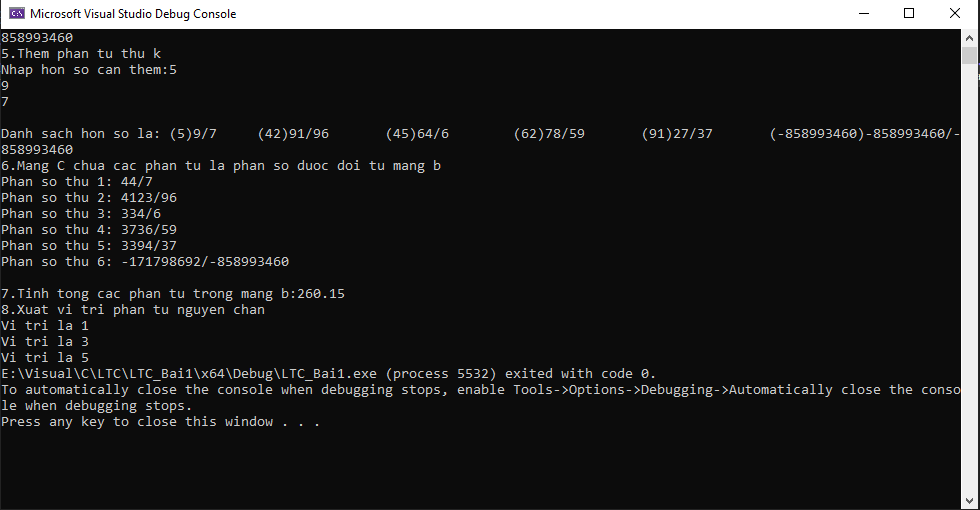 Microsoft Visual Studio Debug Console
858993460
5.Them phan tu thu k
Nhap hon so can them:5
9
7
Danh sach hon so la: (5)9/7     (42)91/96       (45)64/6        (62)78/59       (91)27/37       (-858993460)-858993460/-
858993460
6.Mang C chua cac phan tu la phan so duoc doi tu mang b
Phan so thu 1: 44/7
Phan so thu 2: 4123/96
Phan so thu 3: 334/6
Phan so thu 4: 3736/59
Phan so thu 5: 3394/37
Phan so thu 6: -171798692/-858993460
7.Tinh tong cac phan tu trong mang b:260.15
8.Xuat vi tri phan tu nguyen chan
Vi tri la 1
Vi tri la 3
Vi tri la 5
E:\Visual\C\LTC\LTC_Bai1\x64\Debug\LTC_Bai1.exe (process 5532) exited with code 0.
To automatically close the console when debugging stops, enable Tools->Options->Debugging->Automatically close the conso
le when debugging stops.
Press any key to close this window . . .